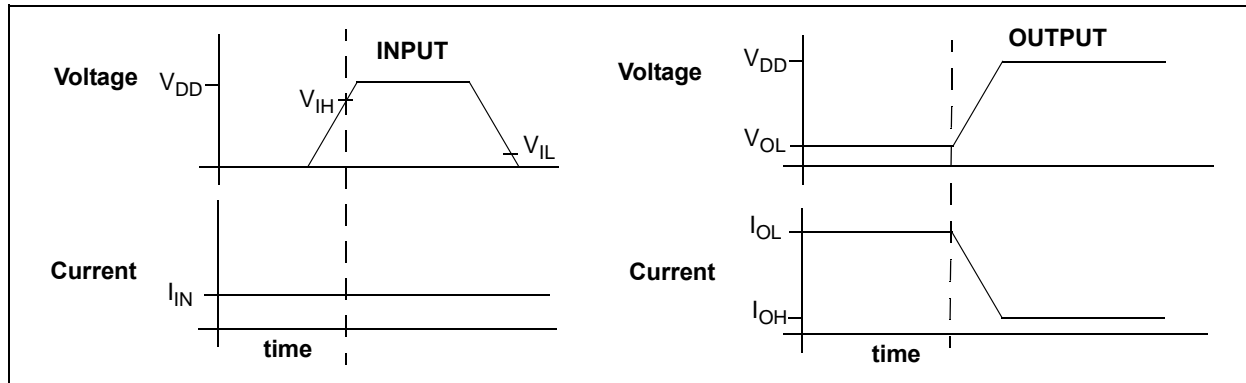 INPUT
Voltage
VDD
VIH
VIL
Current
IIN
time
OUTPUT
Voltage
VDD
VOL
IOL
Current
IOH
time